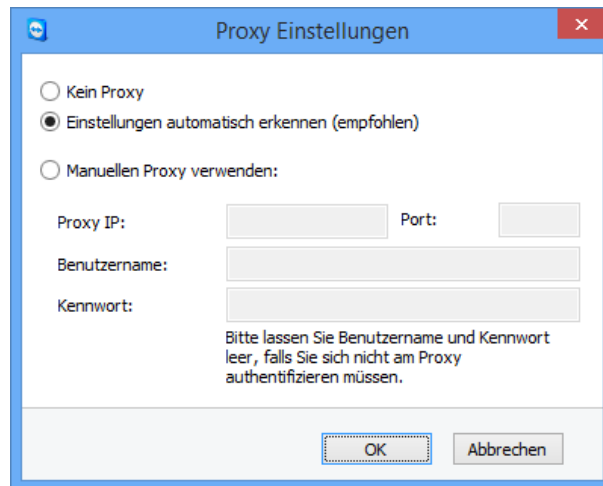 Proxy Einstellungen
Kein Proxy
Einstellungen automatisch erkennen (empfohlen)
Manuellen Proxy verwenden:
Proxy IP: Port:
Benutzername:
Kennwort:
Bitte lassen Sie Benutzername und Kennwort
leer, falls Sie sich nicht am Proxy
authentifizieren müssen.
OK Abbrechen